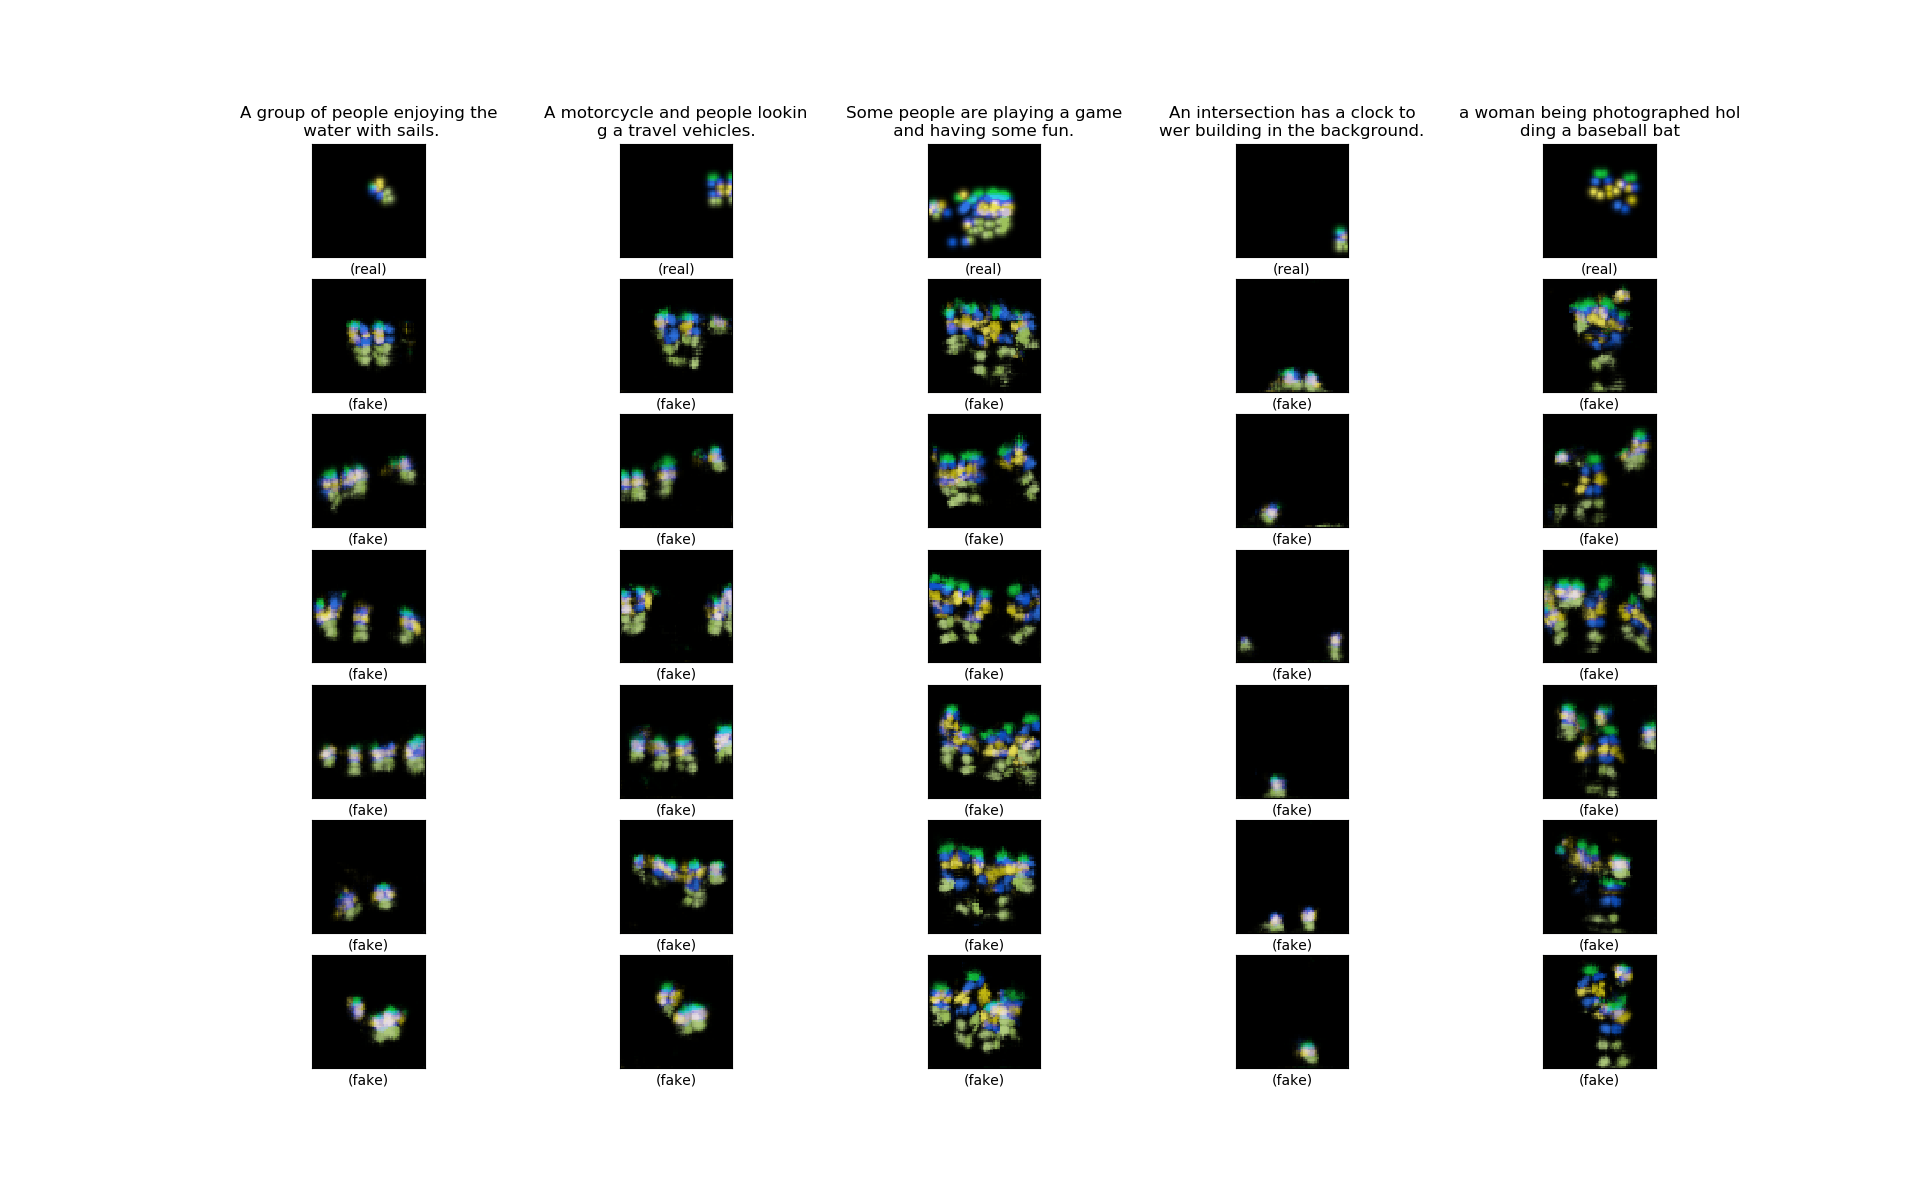 A group of people enjoying the
water with sails.
A motorcycle and people lookin
g a travel vehicles.
Some people are playing a game
and having some fun.
An intersection has a clock to
wer building in the background.
a woman being photographed hol
ding a baseball bat
(real) (real) (real) (real) (real)
(fake) (fake) (fake) (fake) (fake)
(fake) (fake) (fake) (fake) (fake)
(fake) (fake) (fake) (fake) (fake)
(fake) (fake) (fake) (fake) (fake)
(fake) (fake) (fake) (fake) (fake)
(fake) (fake) (fake) (fake) (fake)